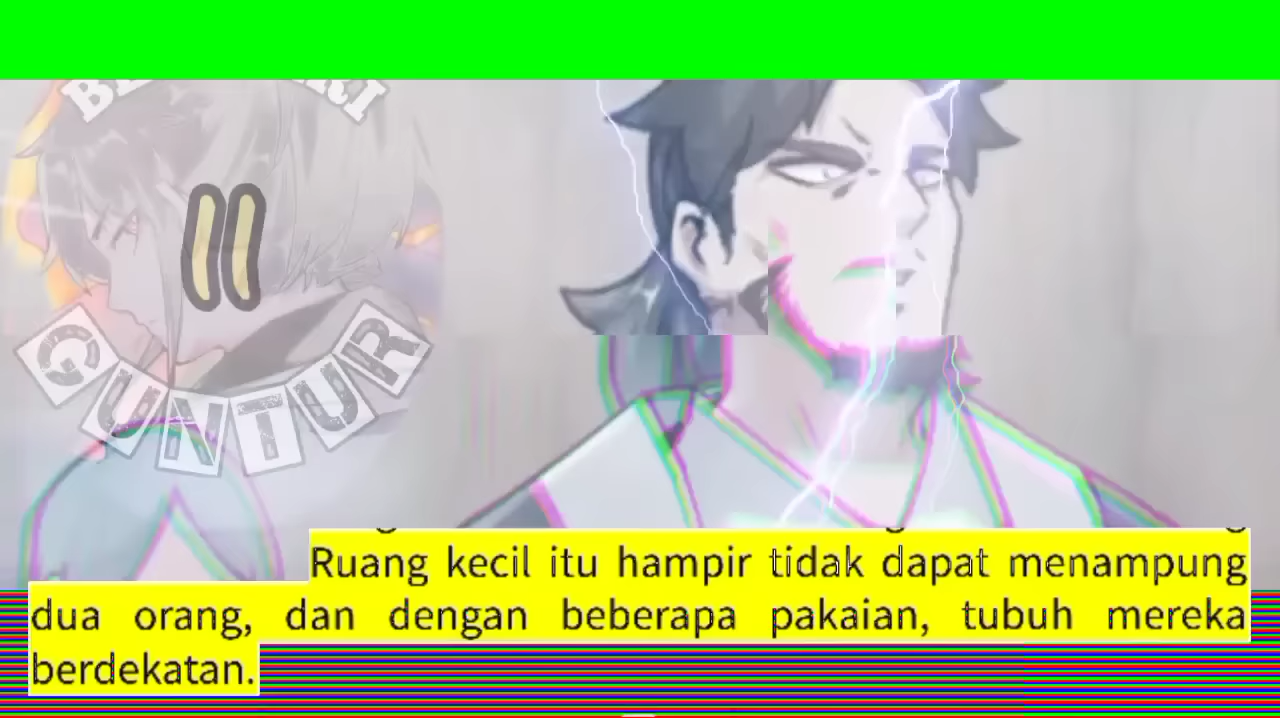 GUNTUR
Ruang kecil itu hampir tidak dapat menampung
dua orang, dan dengan beberapa pakaian, tubuh mereka
berdekatan.